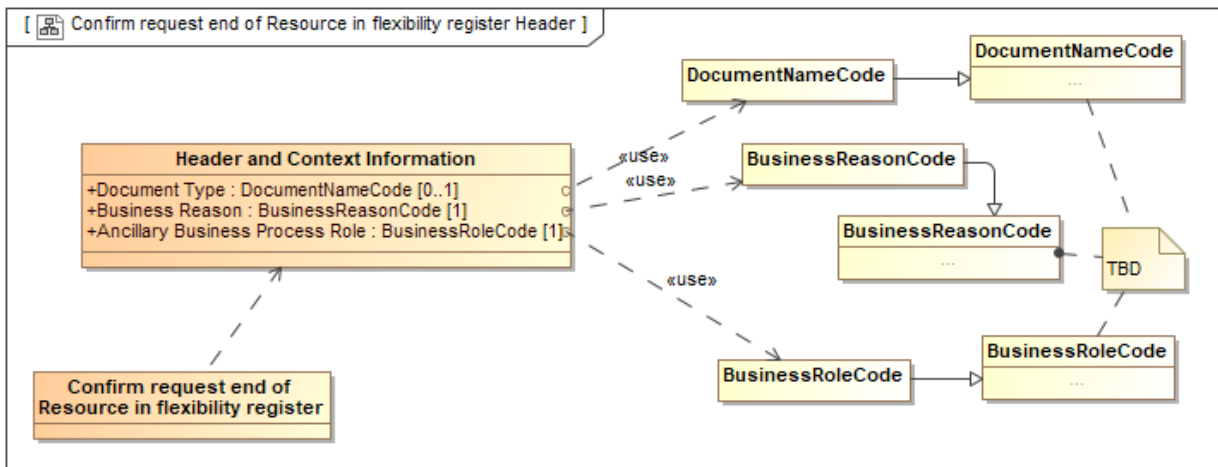 [ Confirm request end of Resource in flexibility register Header ]
DocumentNameCode
DocumentNameCode
...
Header and Context Information
+Document Type : DocumentNameCode [0..1]
+Business Reason : BusinessReasonCode [1]
+Ancillary Business Process Role : BusinessRoleCode [1]
«use»
«use»
«use»
BusinessReasonCode
BusinessReasonCode
...
TBD
BusinessRoleCode
BusinessRoleCode
...
Confirm request end of
Resource in flexibility register